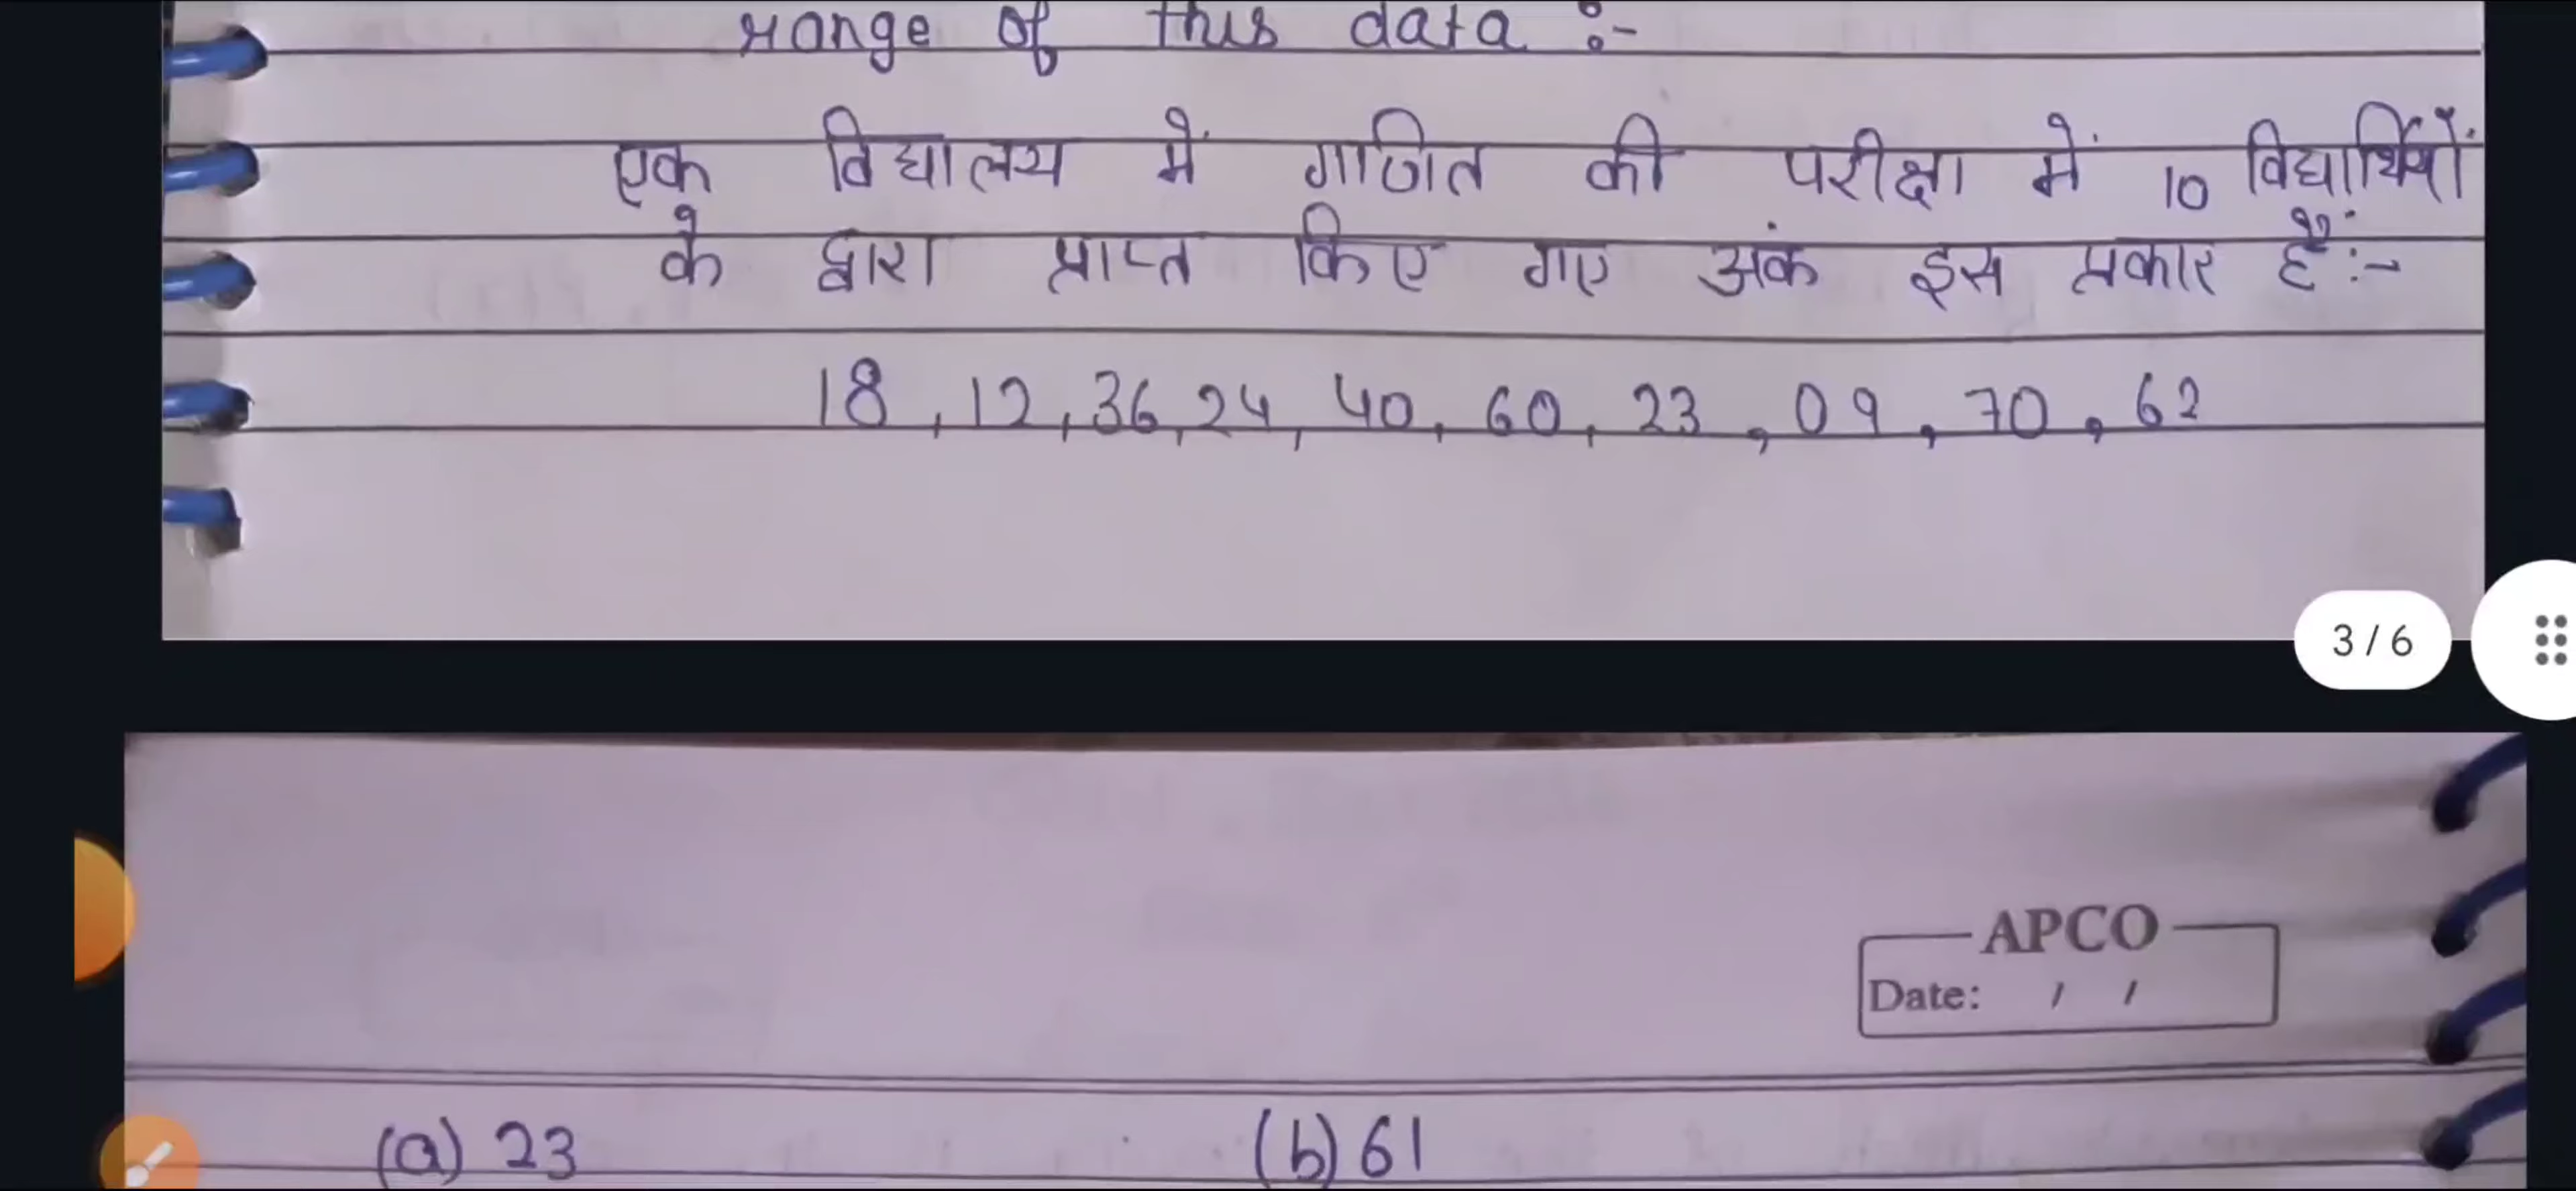 range of this data :-
एक विद्यालय में गणित की परीक्षा में 10 विद्यार्थियों
के द्वारा प्राप्त किए गए अंक इस प्रकार हैं :-
18 , 12 , 36 , 24 , 40 , 60 , 23 , 09 , 70 , 62
3 / 6
APCO
Date: / /
(a) 23 (b) 61